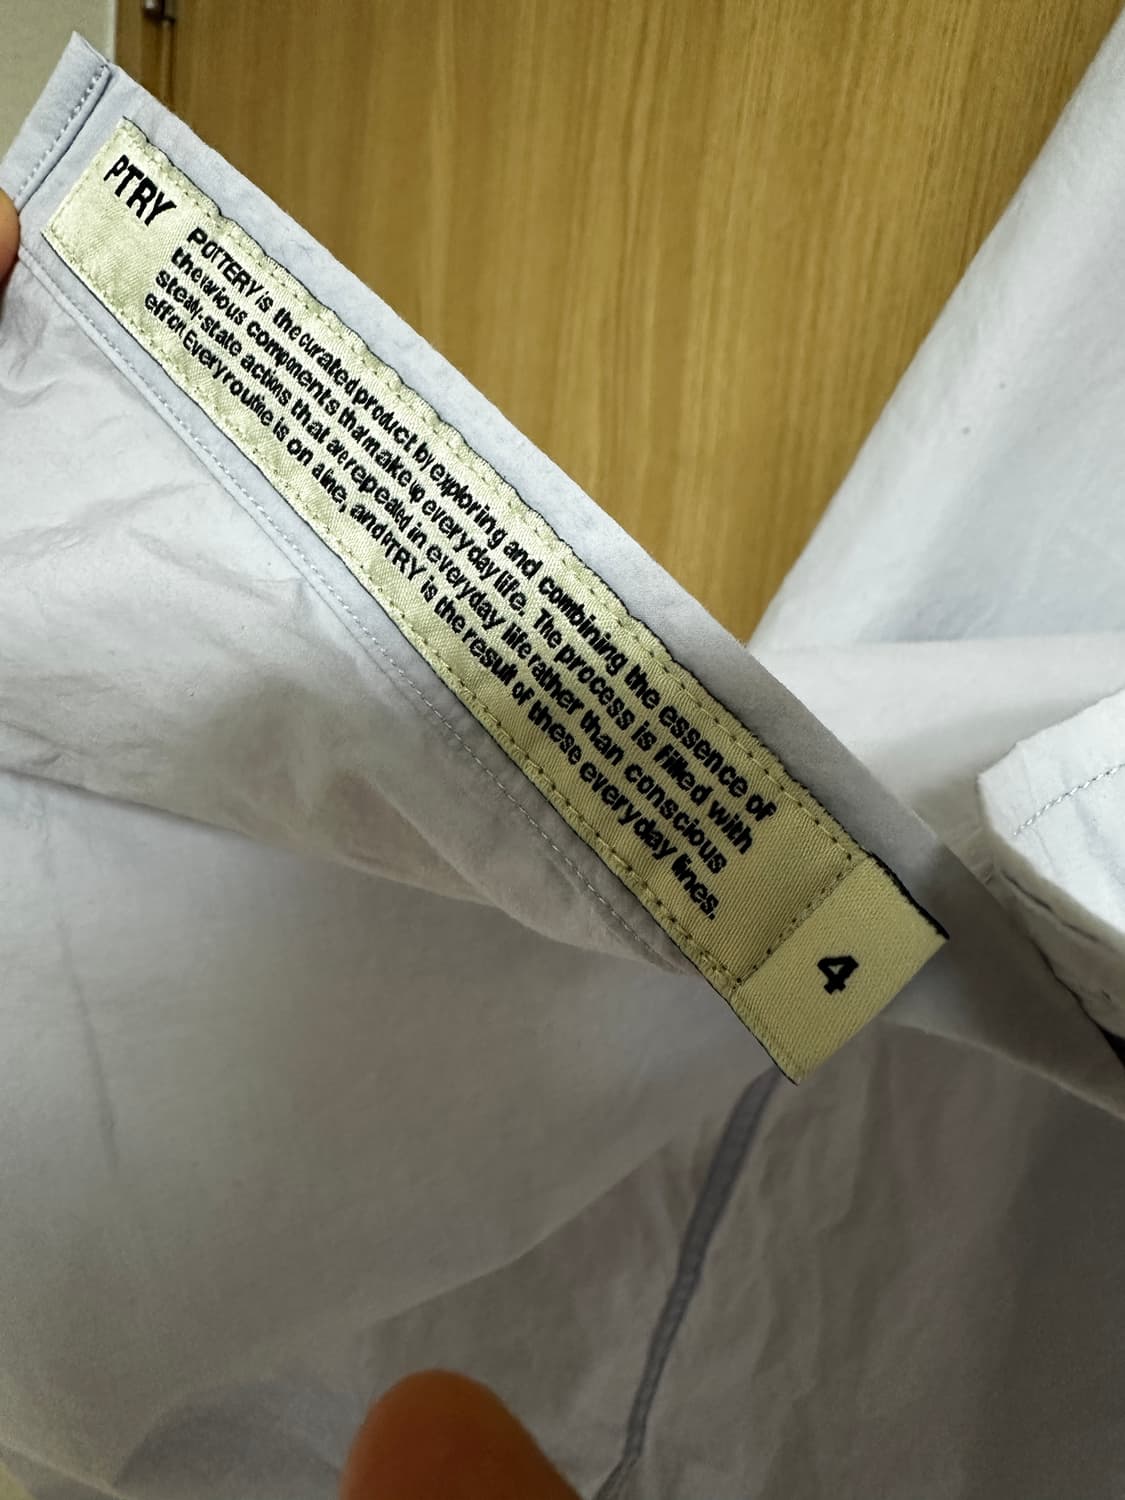 PTRY
POTTERY is the curated product by exploring and combining the essence of
the various components that make up every day life. The process is filled with
steady-state actions that are repeated in everyday life rather than conscious
effort. Every routine is on a line, and PTRY is the result of these everyday lines.
4